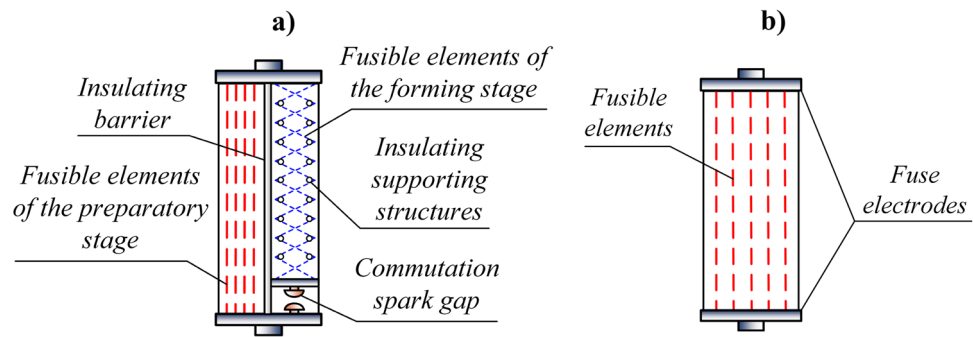 a)
Insulating
barrier
Fusible elements of
the forming stage
Fusible elements
of the preparatory
stage
Insulating
supporting
structures
Commutation
spark gap
b)
Fusible
elements
Fuse
electrodes